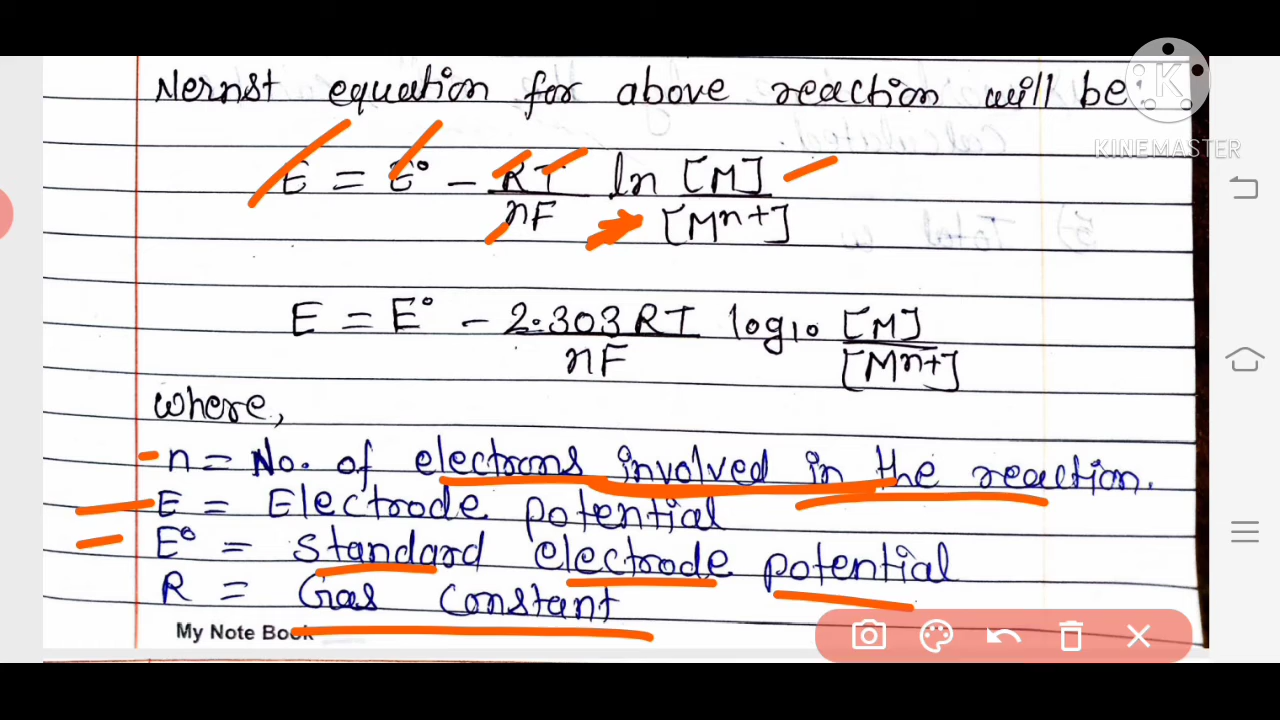 Nernst equation for above reaction will be:
K
KINEMASTER
E = E° - RT/nF ln [M]/[Mn+]
E = E° - 2.303RT/nF log10 [M]/[Mn+]
where,
n = No. of electrons involved in the reaction.
E = Electrode potential
E° = standard electrode potential
R = Gas constant
My Note Book